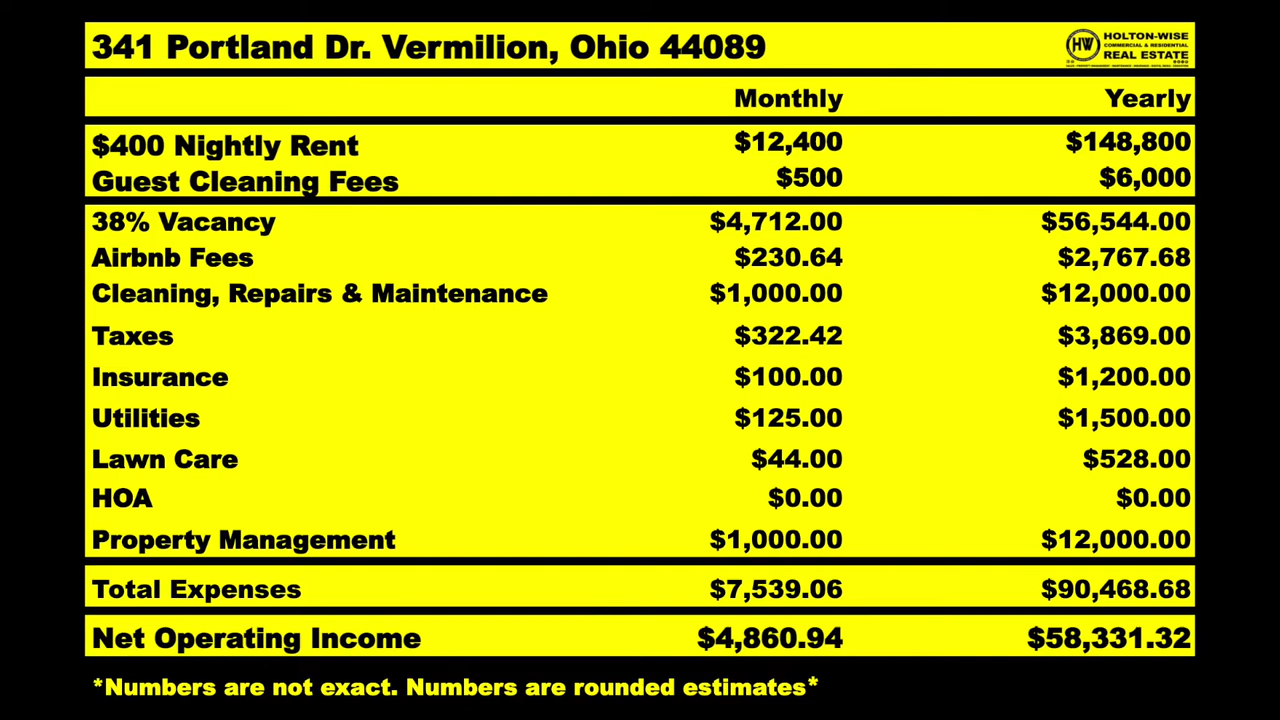 341 Portland Dr. Vermilion, Ohio 44089
HW
HOLTON-WISE
COMMERCIAL & RESIDENTIAL
REAL ESTATE
Monthly Yearly
$400 Nightly Rent $12,400 $148,800
Guest Cleaning Fees $500 $6,000
38% Vacancy $4,712.00 $56,544.00
Airbnb Fees $230.64 $2,767.68
Cleaning, Repairs & Maintenance $1,000.00 $12,000.00
Taxes $322.42 $3,869.00
Insurance $100.00 $1,200.00
Utilities $125.00 $1,500.00
Lawn Care $44.00 $528.00
HOA $0.00 $0.00
Property Management $1,000.00 $12,000.00
Total Expenses $7,539.06 $90,468.68
Net Operating Income $4,860.94 $58,331.32
*Numbers are not exact. Numbers are rounded estimates*